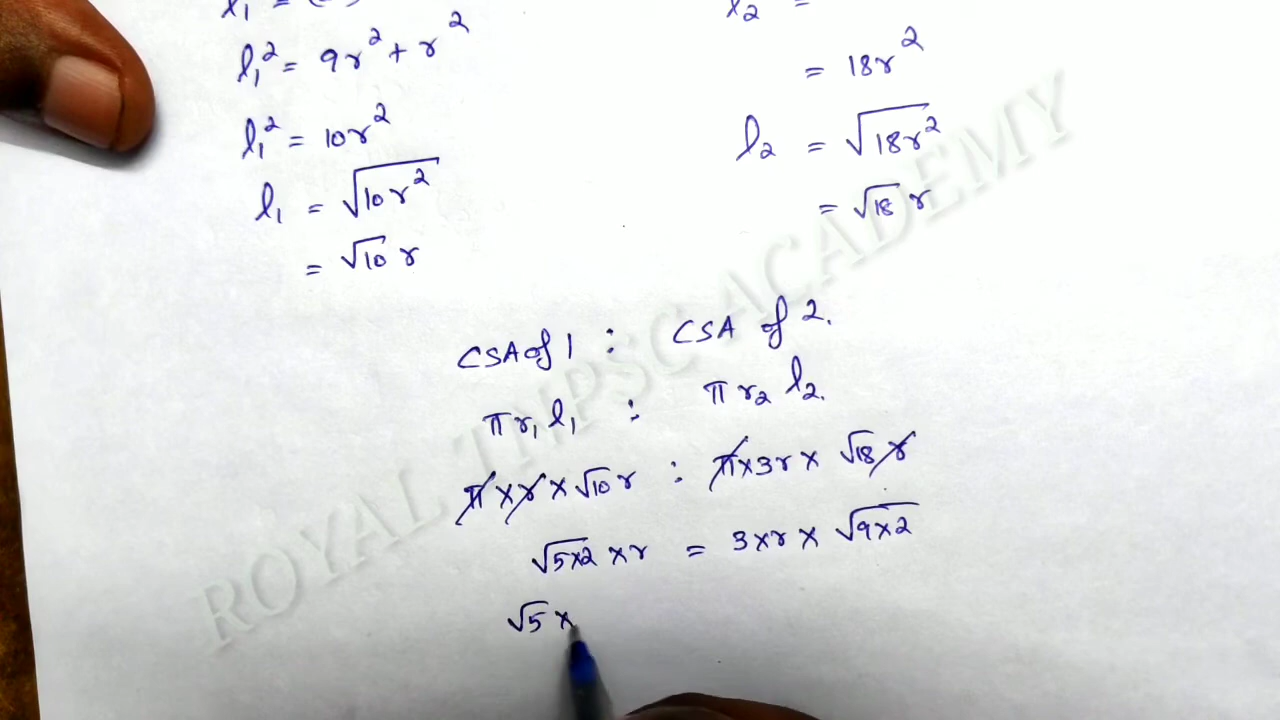 l₁² = 9r² + r²
l₁² = 10r²
l₁ = √10r²
= √10 r
= 18r²
l₂ = √18r²
= √18 r
CSA of 1 : CSA of 2.
πr₁ l₁ : π r₂ l₂.
π × r × √10 r : π × 3r × √18 r
√5×2 × r = 3 × r × √9×2
√5 ×
ROYAL TNPSC ACADEMY